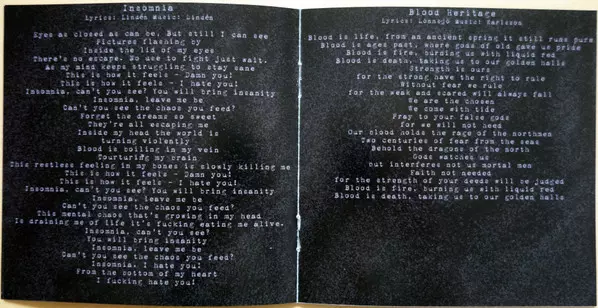 Insomnia
Lyrics: Lindén Music: Lindén
Eyes as closed as can be. But still I can see
Pictures flashing by
Inside the lid of my eyes
There's no escape. No use to fight just wait.
As my mind keeps struggling to stay sane
This is how it feels - Damn you!
This is how it feels - I hate you!
Insomnia, can't you see? You will bring insanity
Insomnia, leave me be
Can't you see the chaos you feed?
Forget the dreams so sweet
They're all escaping me
Inside my head the world is
turning violently
Blood is boiling in my vein
Tourturing my brain
This restless feeling in my bones is slowly killing me
This is how it feels - Damn you!
This is how it feels - I hate you!
Insomnia, can't you see? You will bring insanity
Insomnia, leave me be
Can't you see the chaos you feed?
This mental chaos that's growing in my head
Is draining me of life it's fucking eating me alive.
Insomnia, can't you see?
You will bring insanity
Insomnia, leave me be
Can't you see the chaos you feed?
Insomnia, I hate you!
From the bottom of my heart
I fucking hate you!
Blood Heritage
Lyrics: Lönnsjö Music: Karlsson
Blood is life, from an ancient spring it still runs pure
Blood is ages past, where gods of old gave us pride
Blood is fire, burning us with liquid red
Blood is death, taking us to our golden halls
Strength is ours
for the strong have the right to rule
Without fear we rule
for the weak and scared will always fall
We are the chosen
We come with tide
Pray to your false gods
for we will not heed
Our blood holds the rage of the northmen
Two centuries of fear from the seas
Behold the dragons of the north
Gods watches us
but interferes not us mortal men
Faith not needed
for the strength of your deeds will be judged
Blood is fire, burning us with liquid red
Blood is death, taking us to our golden halls